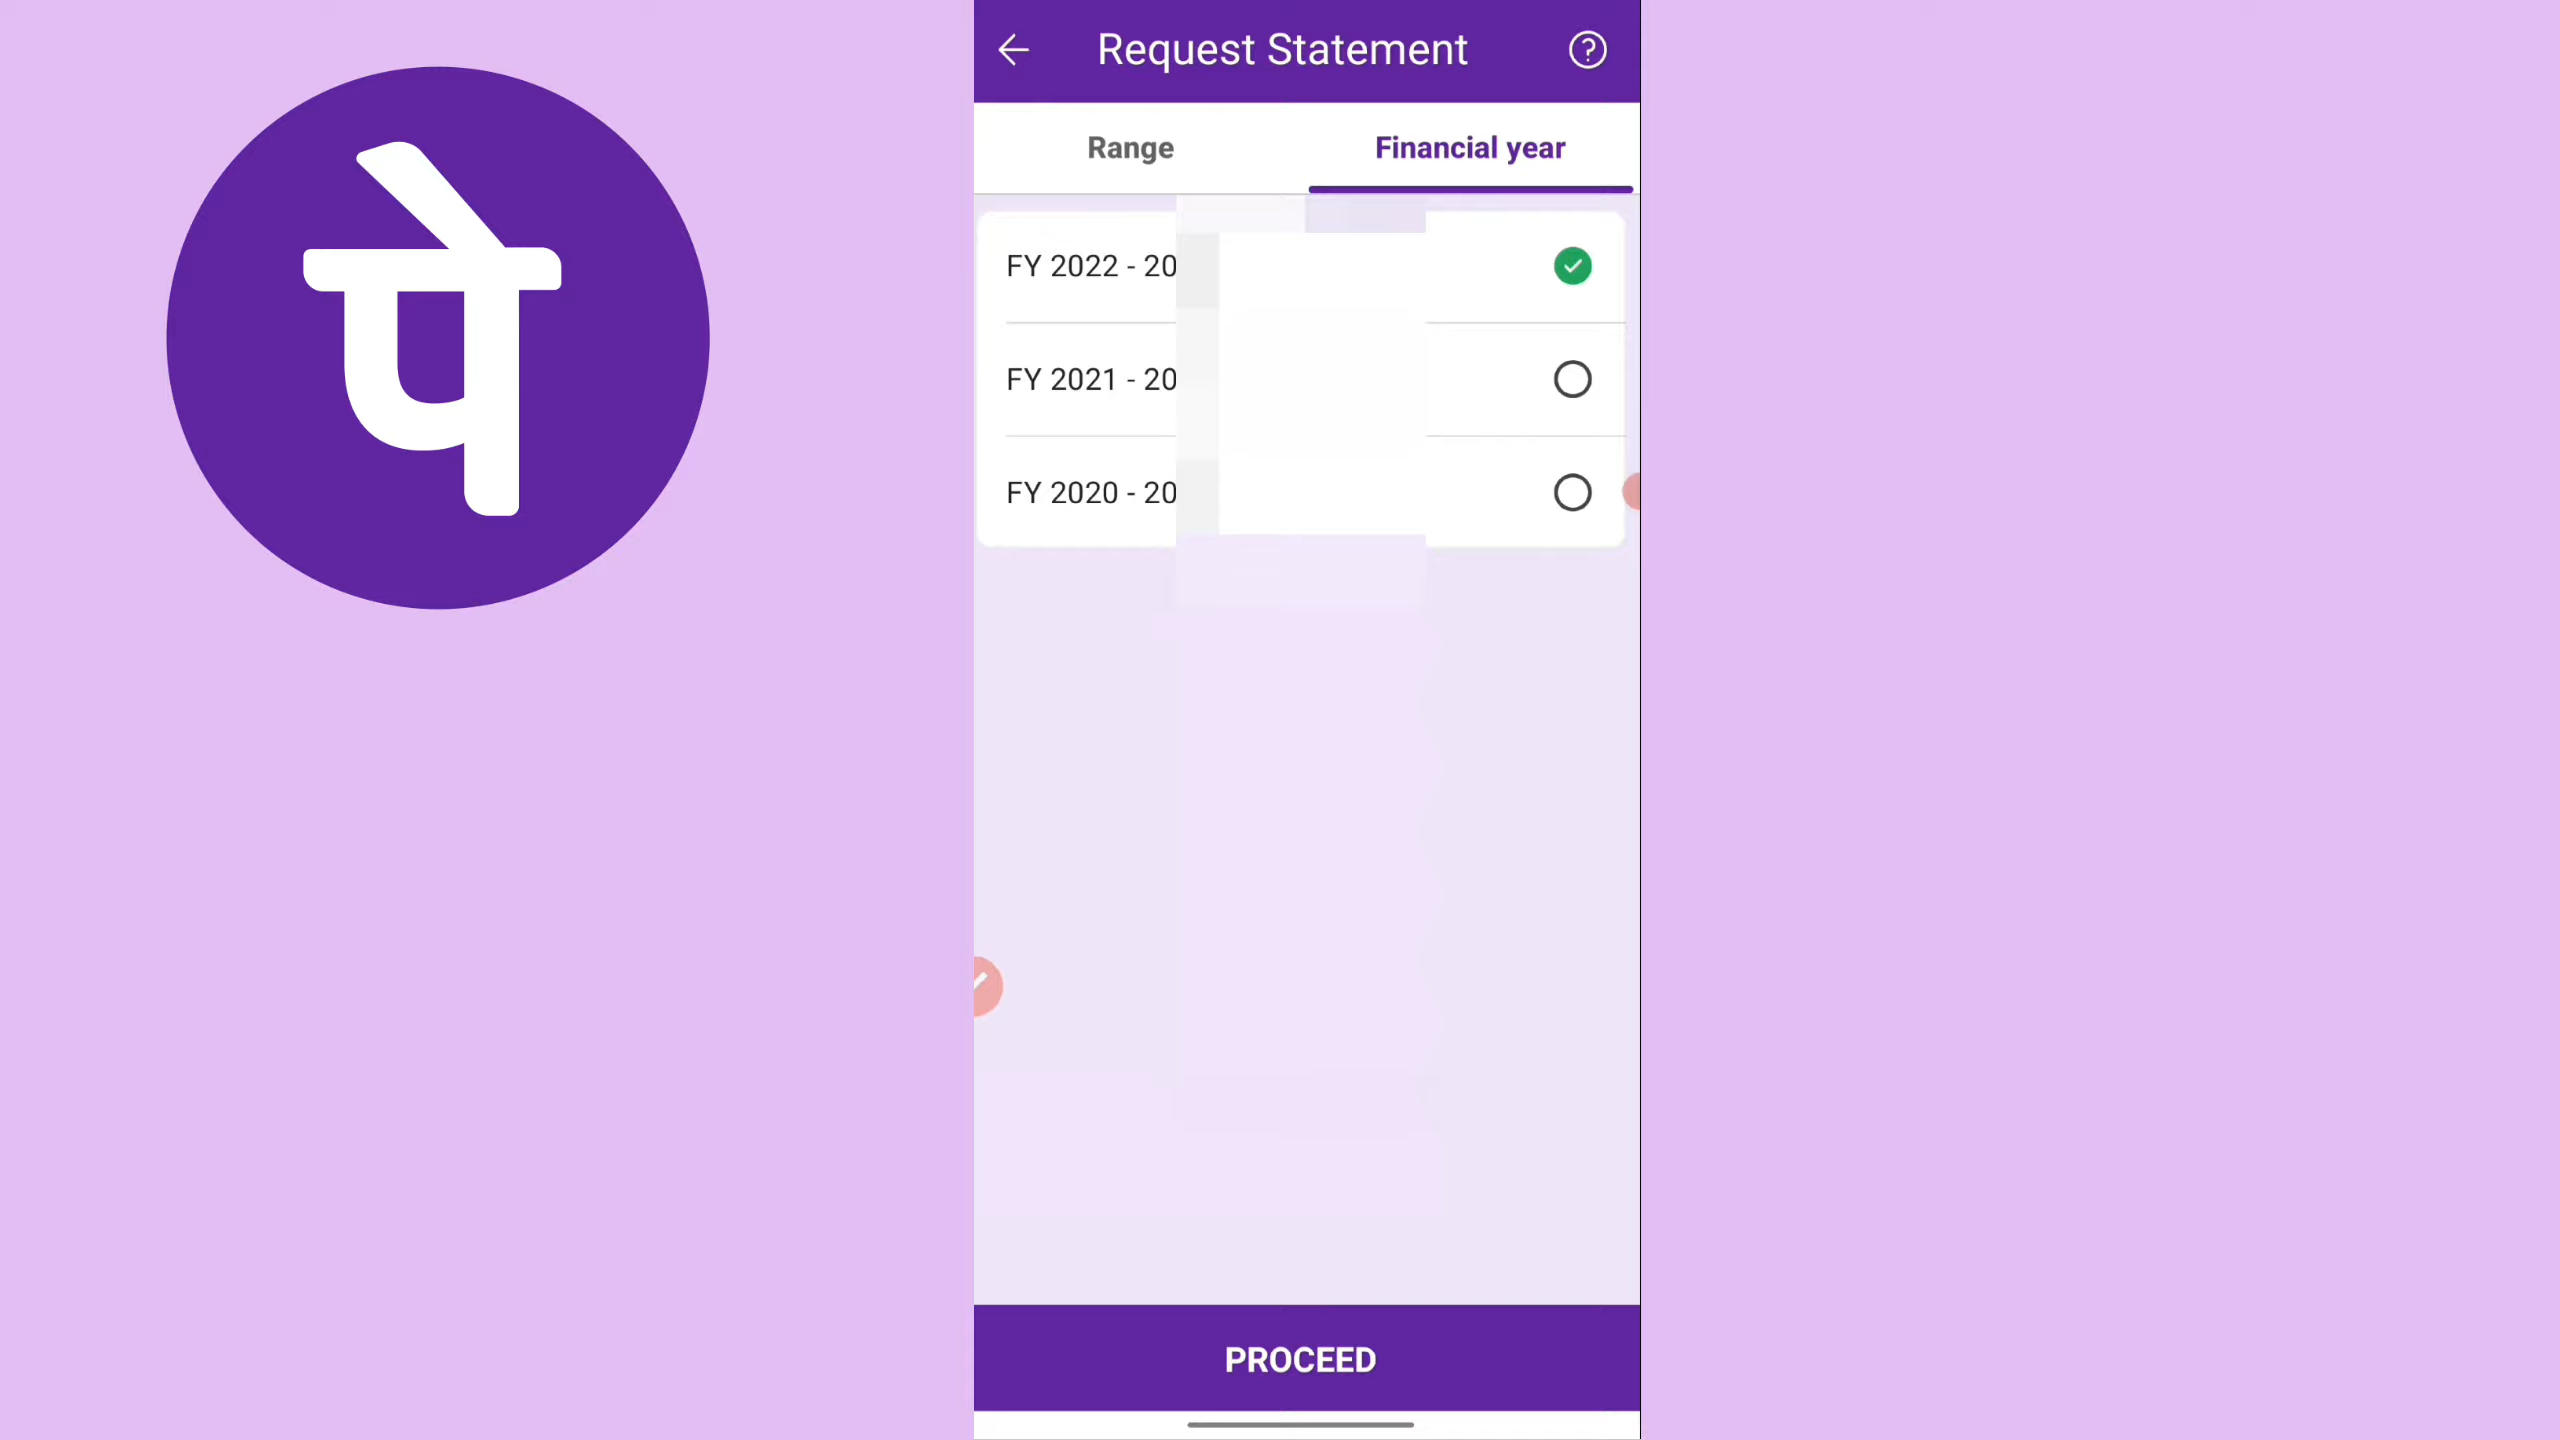 पे
Request Statement
Range
Financial year
FY 2022 - 20
FY 2021 - 20
FY 2020 - 20
PROCEED